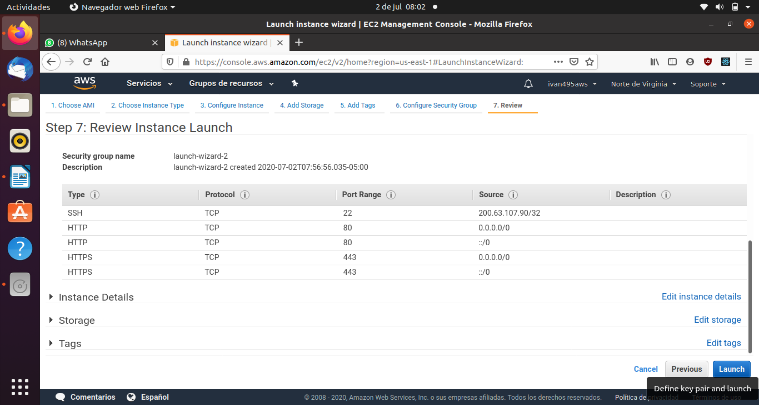 Actividades Navegador web Firefox 2 de jul 08:02
Launch instance wizard | EC2 Management Console - Mozilla Firefox
(8) WhatsApp Launch instance wizard |
https://console.aws.amazon.com/ec2/v2/home?region=us-east-1#LaunchInstanceWizard:
aws Servicios Grupos de recursos ivan495aws Norte de Virginia Soporte
1. Choose AMI 2. Choose Instance Type 3. Configure Instance 4. Add Storage 5. Add Tags 6. Configure Security Group 7. Review
Step 7: Review Instance Launch
Security group name launch-wizard-2
Description launch-wizard-2 created 2020-07-02T07:56:56.035-05:00
Type Protocol Port Range Source Description
SSH TCP 22 200.63.107.90/32
HTTP TCP 80 0.0.0.0/0
HTTP TCP 80 ::/0
HTTPS TCP 443 0.0.0.0/0
HTTPS TCP 443 ::/0
Instance Details Edit instance details
Storage Edit storage
Tags Edit tags
Cancel Previous Launch
Define key pair and launch
Comentarios Español © 2008 - 2020, Amazon Web Services, Inc. o sus empresas afiliadas. Todos los derechos reservados. Política de privacidad Términos de uso